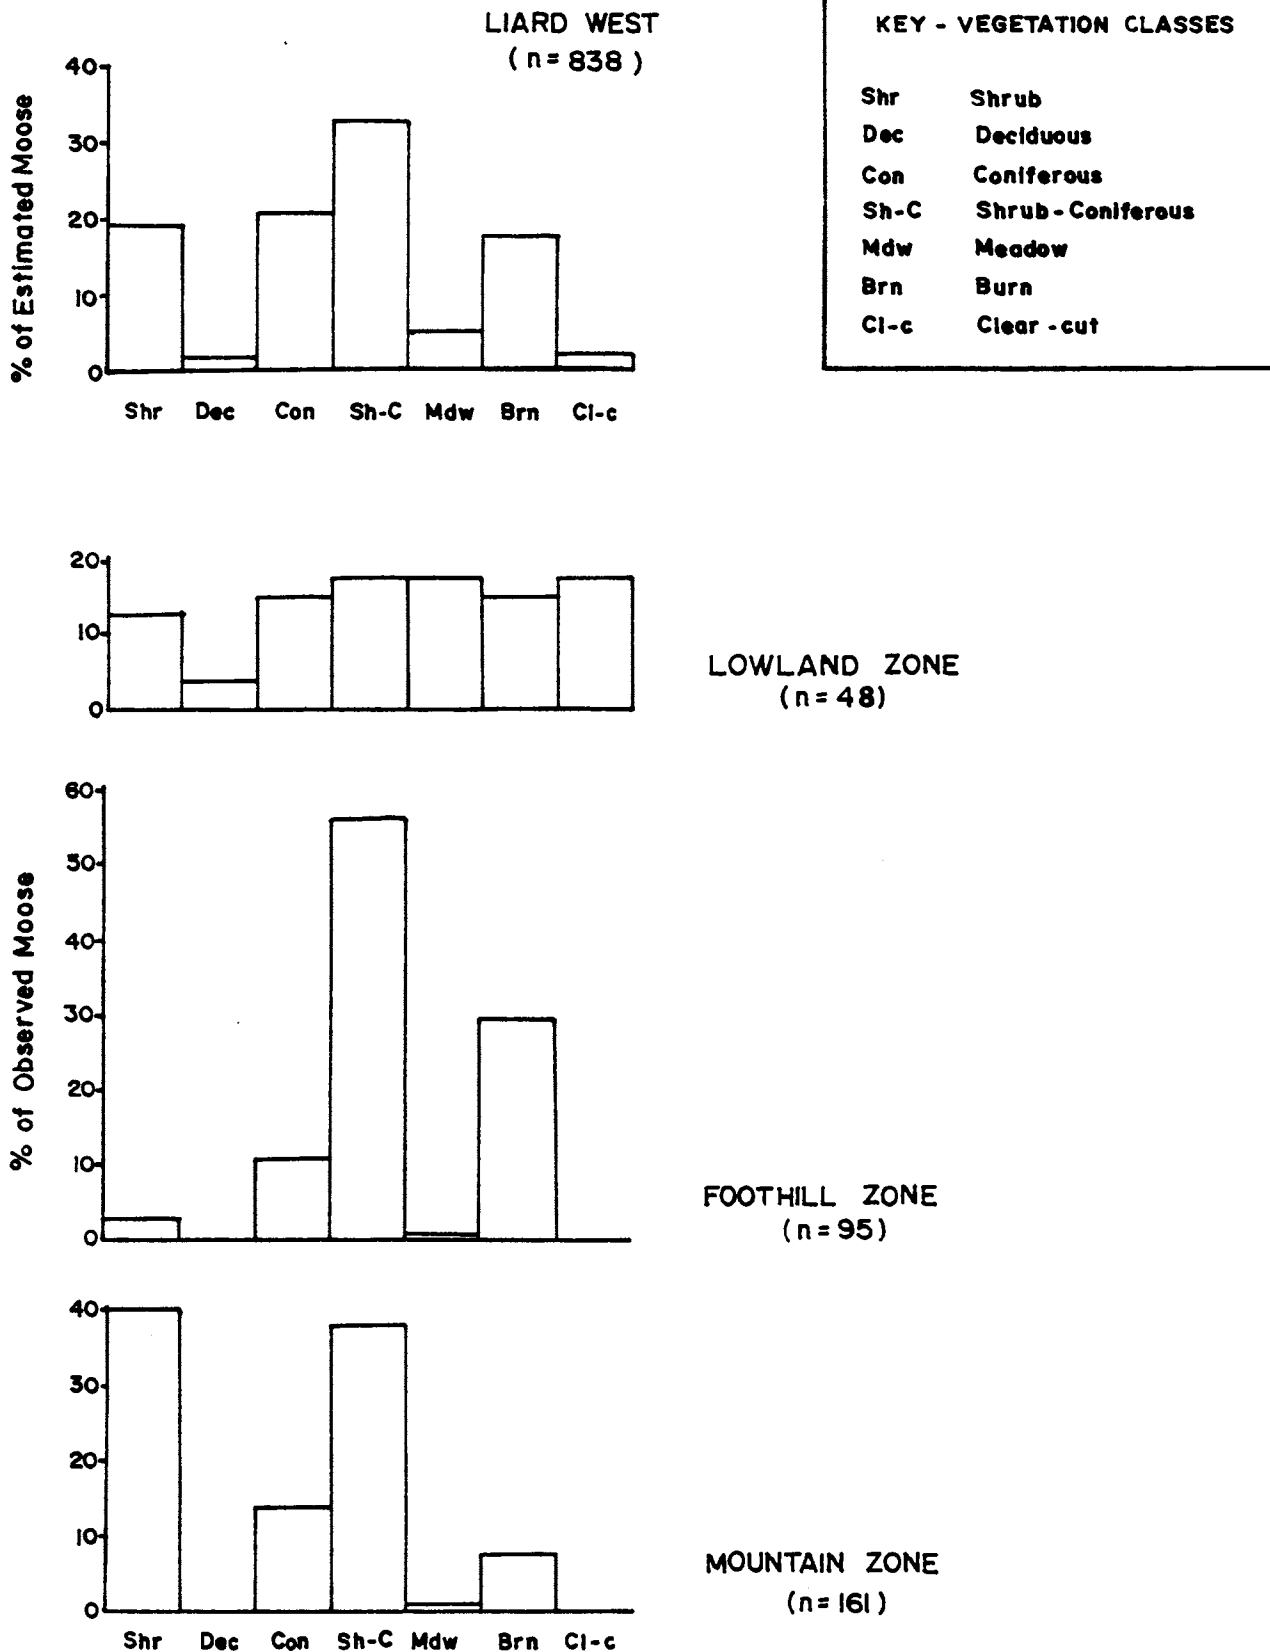 LIARD WEST
(n=838)
% of Estimated Moose
40
30
20
10
0
Shr Dec Con Sh-C Mdw Brn Cl-c
KEY - VEGETATION CLASSES
Shr Shrub
Dec Deciduous
Con Coniferous
Sh-C Shrub-Coniferous
Mdw Meadow
Brn Burn
Cl-c Clear-cut
20
10
0
LOWLAND ZONE
(n=48)
% of Observed Moose
60
50
40
30
20
10
0
FOOTHILL ZONE
(n=95)
40
30
20
10
0
MOUNTAIN ZONE
(n=161)
Shr Dec Con Sh-C Mdw Brn Cl-c